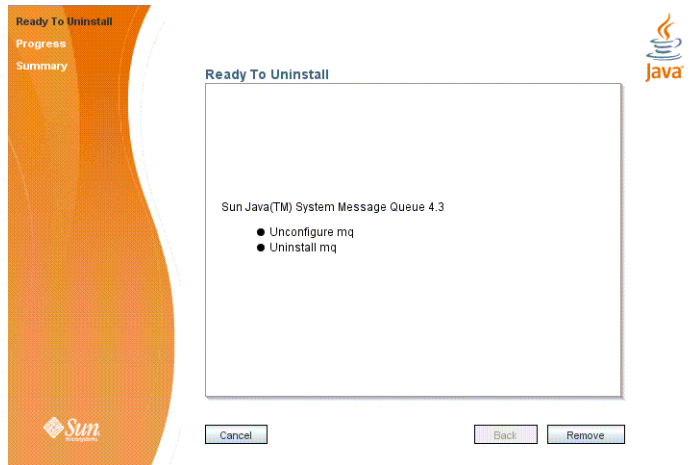 Ready To Uninstall
Progress
Summary
Java
Ready To Uninstall
Sun Java(TM) System Message Queue 4.3
Unconfigure mq
Uninstall mq
Sun
Microsystems
Cancel
Back
Remove